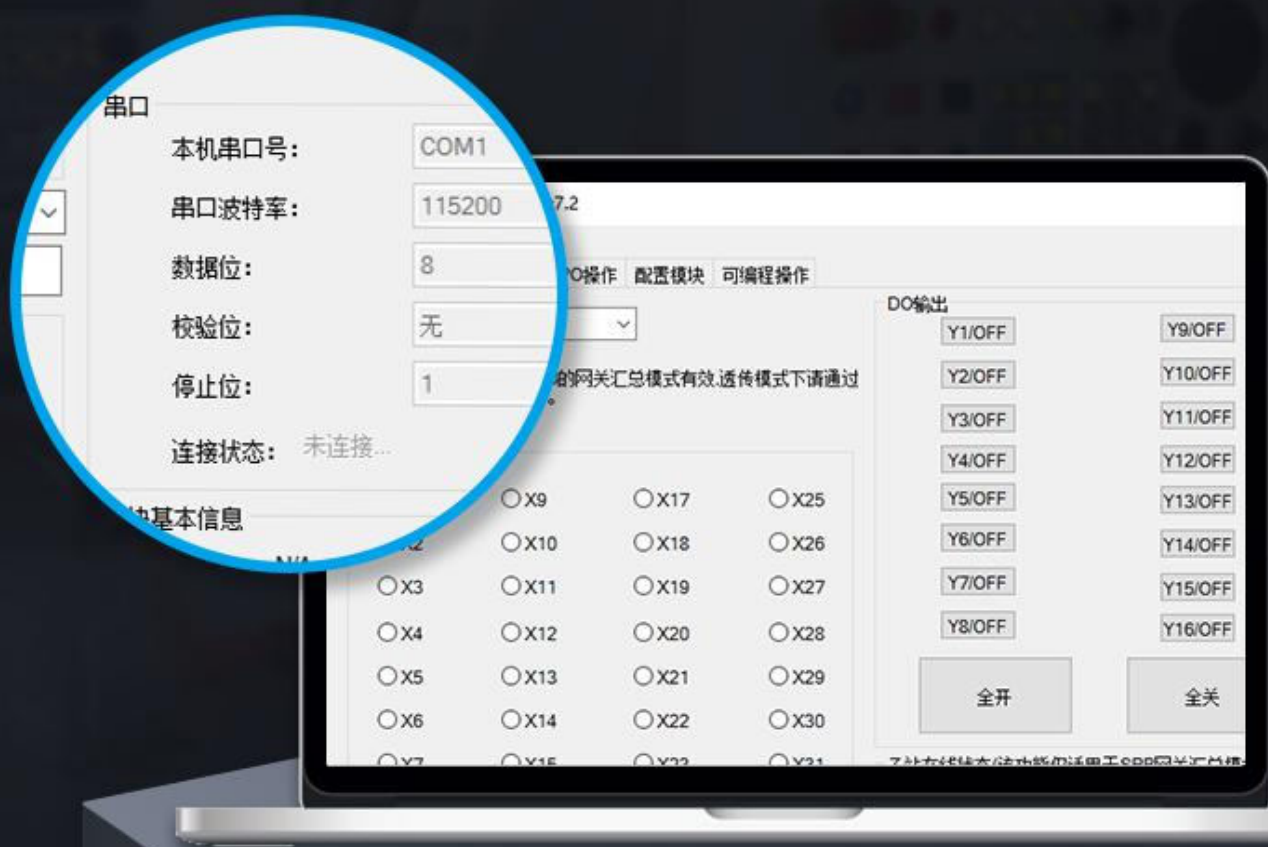 串口
本机串口号: COM1
串口波特率: 115200
数据位: 8
校验位: 无
停止位: 1
连接状态: 未连接...
块基本信息
N/A
7.2
O操作 配置模块 可编程操作
的网关汇总模式有效.透传模式下请通过
。
X9 X17 X25
X2 X10 X18 X26
X3 X11 X19 X27
X4 X12 X20 X28
X5 X13 X21 X29
X6 X14 X22 X30
X7 X15 X23 X31
DO输出
Y1/OFF Y9/OFF
Y2/OFF Y10/OFF
Y3/OFF Y11/OFF
Y4/OFF Y12/OFF
Y5/OFF Y13/OFF
Y6/OFF Y14/OFF
Y7/OFF Y15/OFF
Y8/OFF Y16/OFF
全开 全关